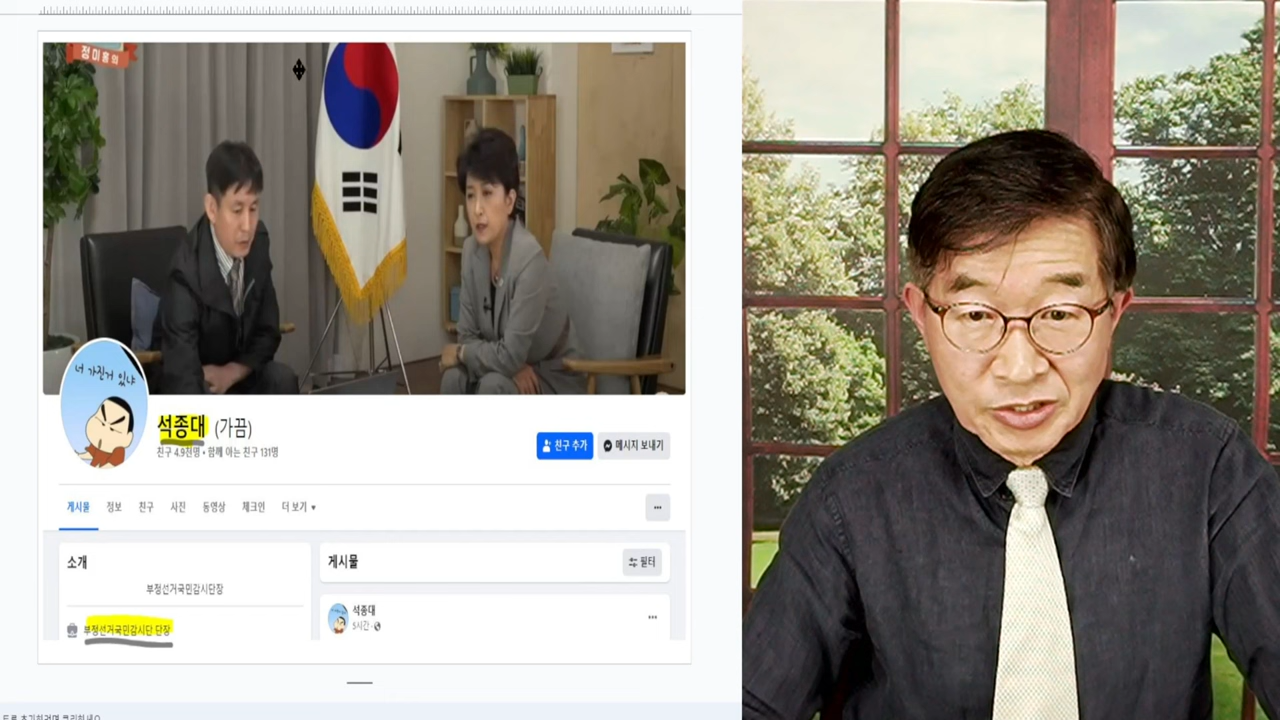 정미홍의
너 가진거 있냐
석종대 (가끔)
친구 4.9천명 • 함께 아는 친구 131명
친구 추가
메시지 보내기
게시물 정보 친구 사진 동영상 체크인 더 보기
소개
부정선거국민감시단장
부정선거국민감시단 단장
게시물
필터
석종대
5시간